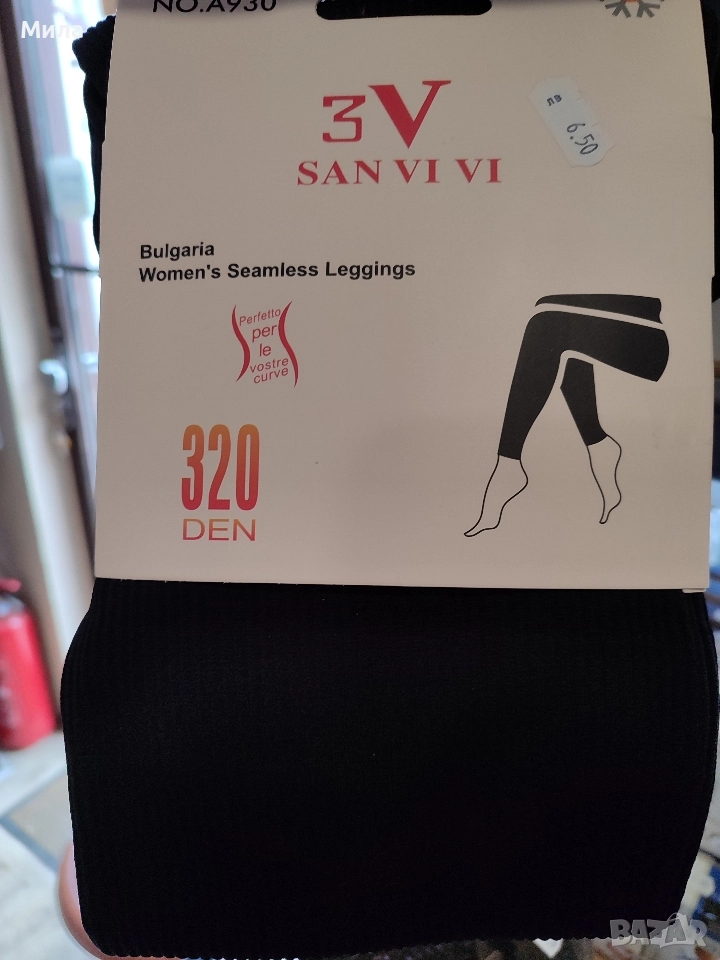 Мила
NO.A930
3V
SAN VI VI
лв
6.50
Bulgaria
Women's Seamless Leggings
Perfetto
per
le
vostre
curve
320
DEN
BAZAR